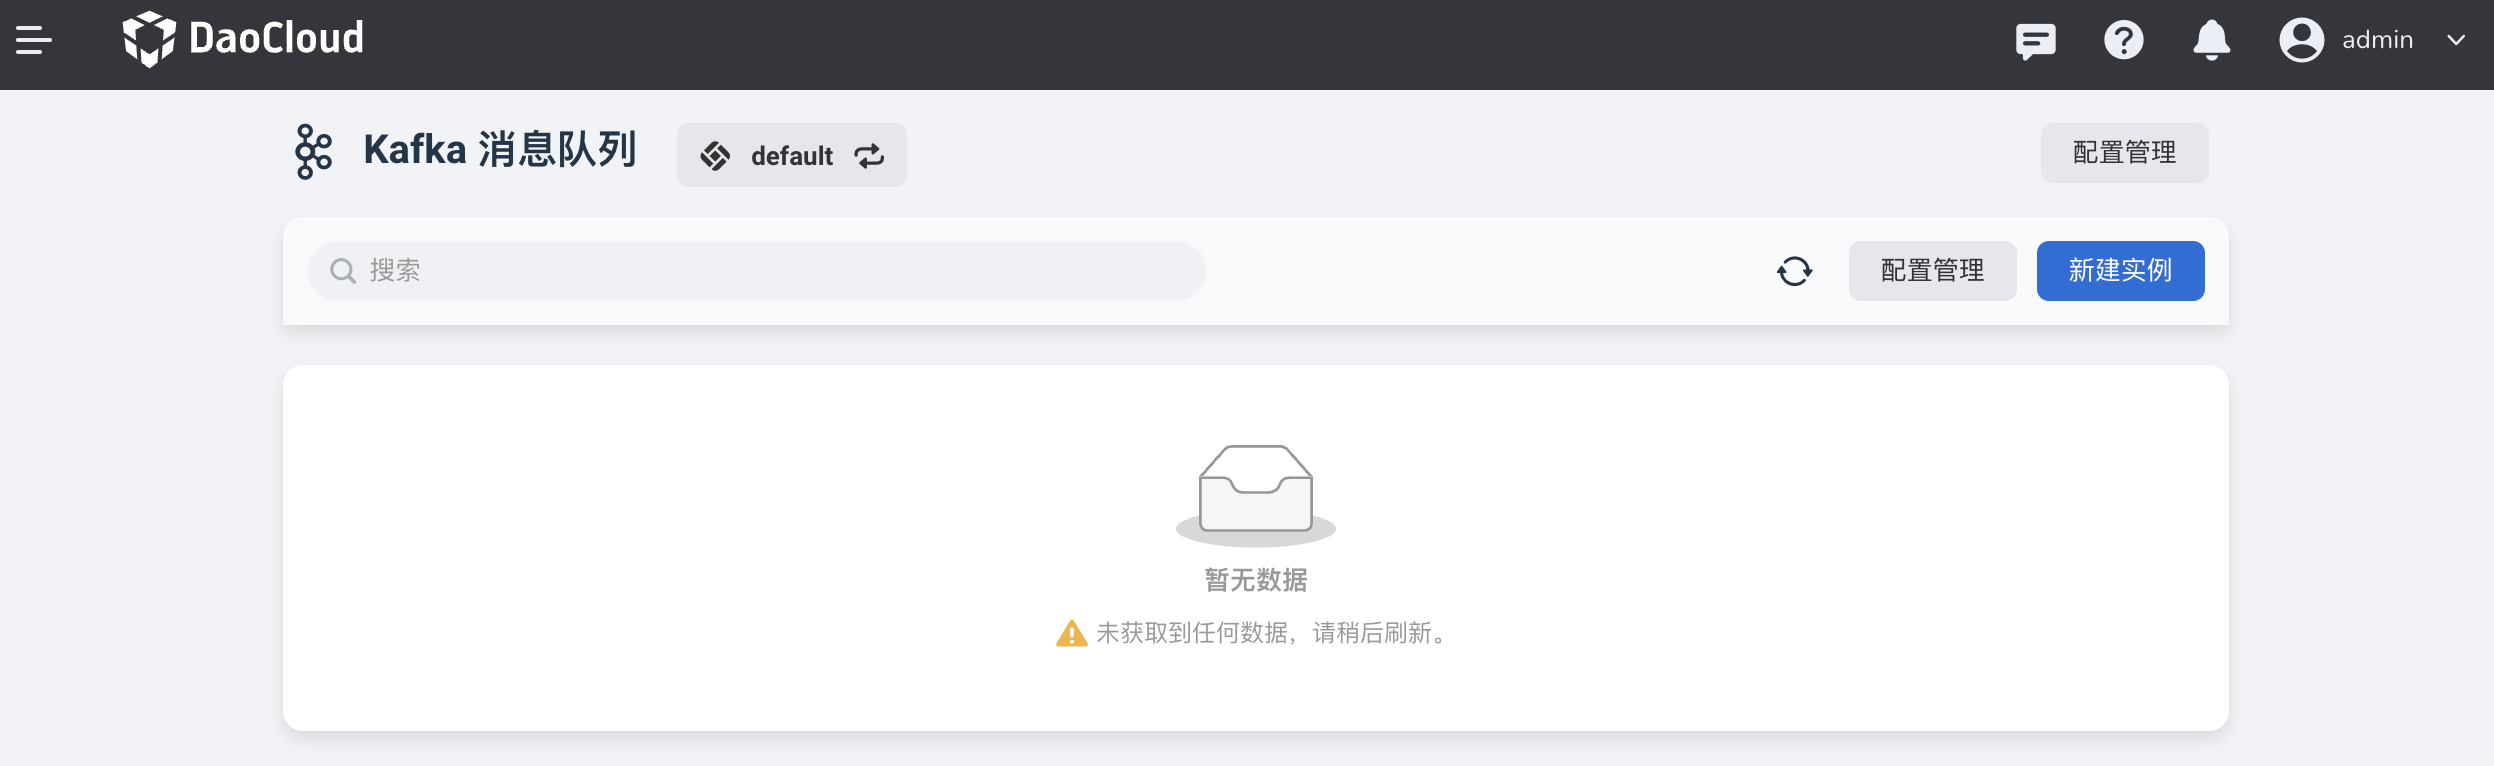 DaoCloud
admin
Kafka 消息队列
default
配置管理
搜索
配置管理
新建实例
暂无数据
未获取到任何数据，请稍后刷新。